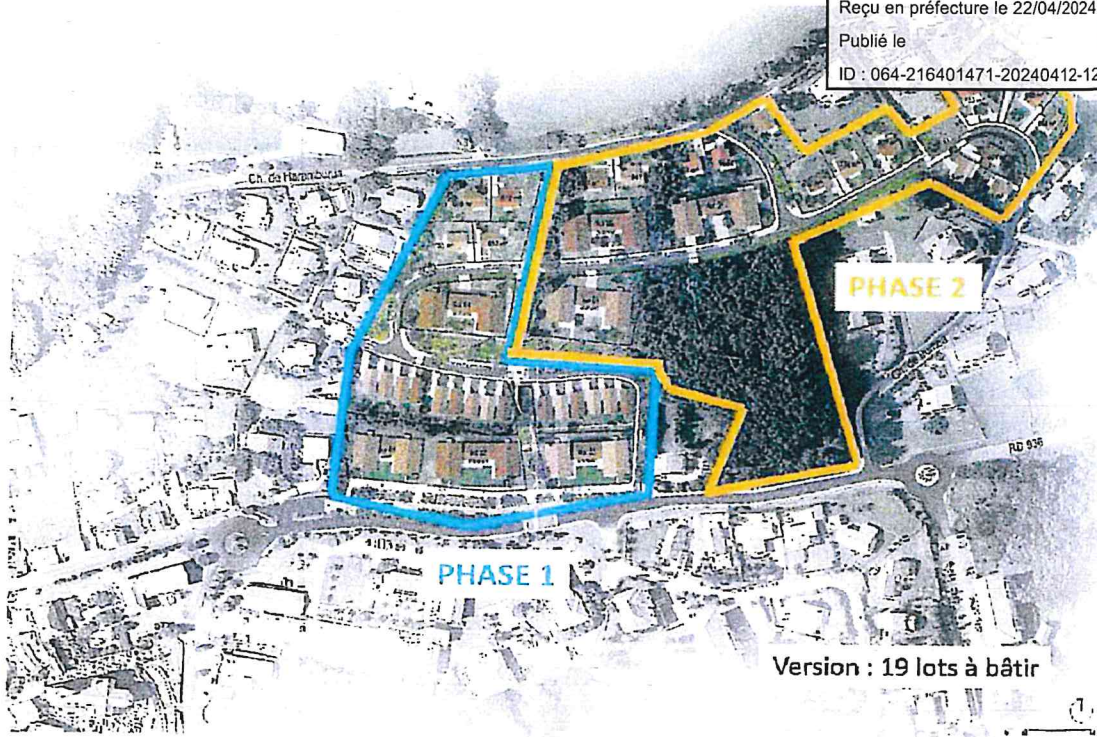 Reçu en préfecture le 22/04/2024
Publié le
ID : 064-216401471-20240412-12
Ch. de Haramburua
PHASE 2
RD 936
PHASE 1
Version : 19 lots à bâtir